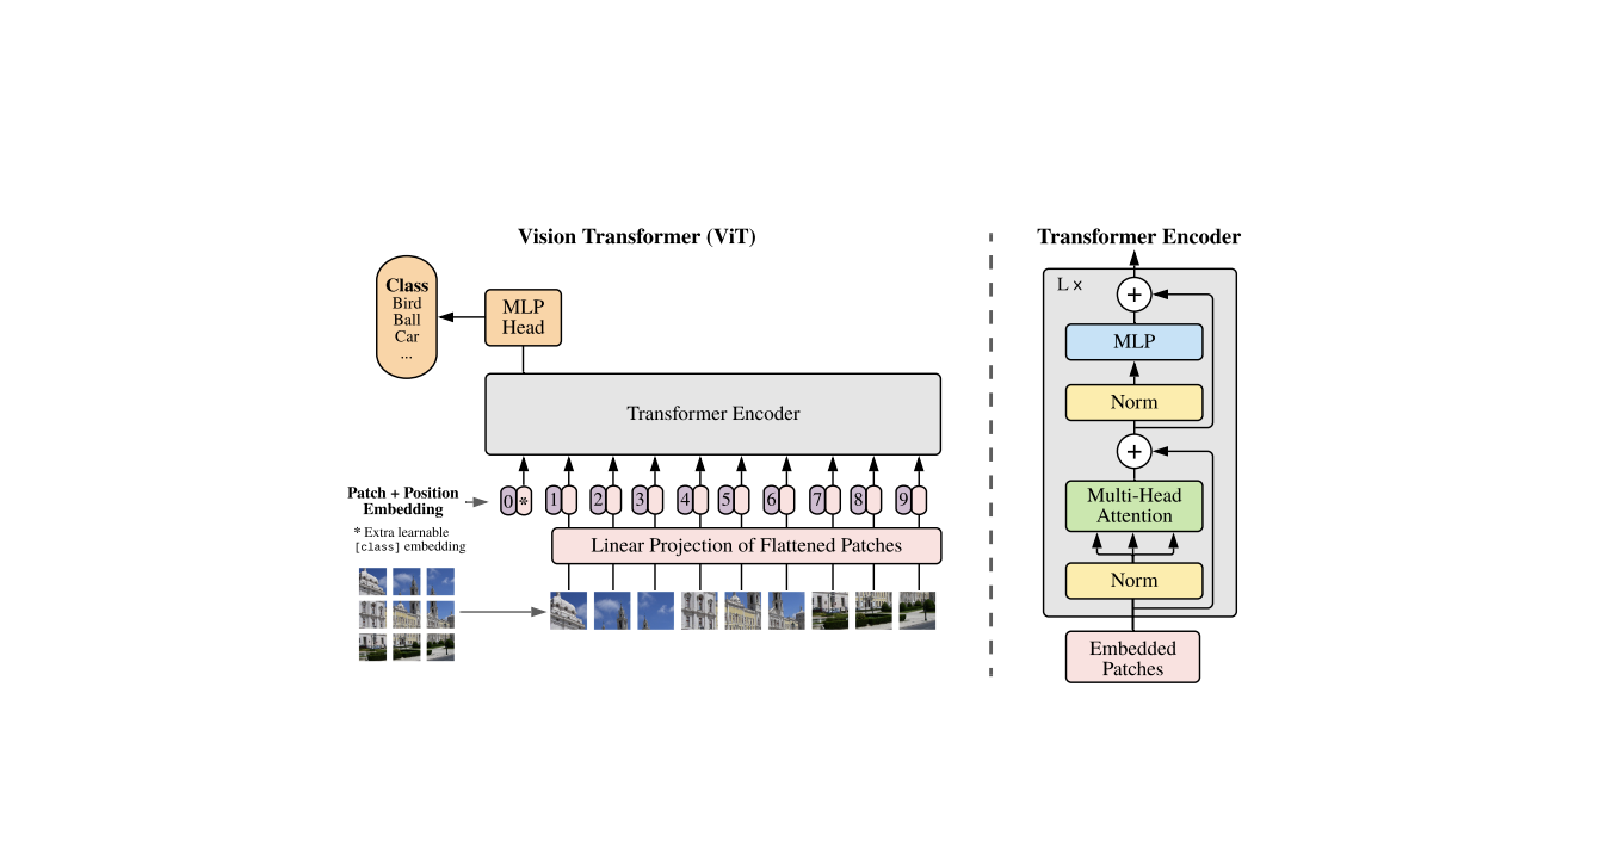 Vision Transformer (ViT)
Class
Bird
Ball
Car
...
MLP
Head
Transformer Encoder
Patch + Position
Embedding
* Extra learnable
[class] embedding
0 * 1 2 3 4 5 6 7 8 9
Linear Projection of Flattened Patches
Transformer Encoder
L x
+
MLP
Norm
+
Multi-Head
Attention
Norm
Embedded
Patches